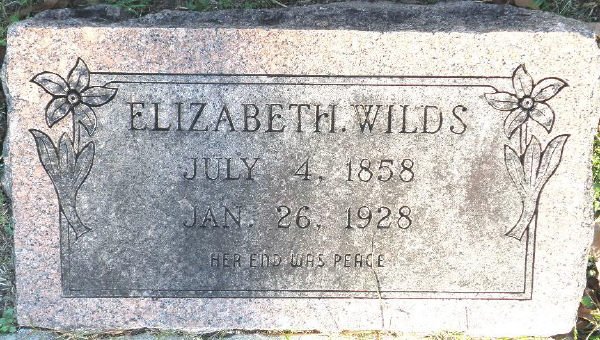 ELIZABETH. WILDS
JULY 4, 1858
JAN. 26, 1928
HER END WAS PEACE